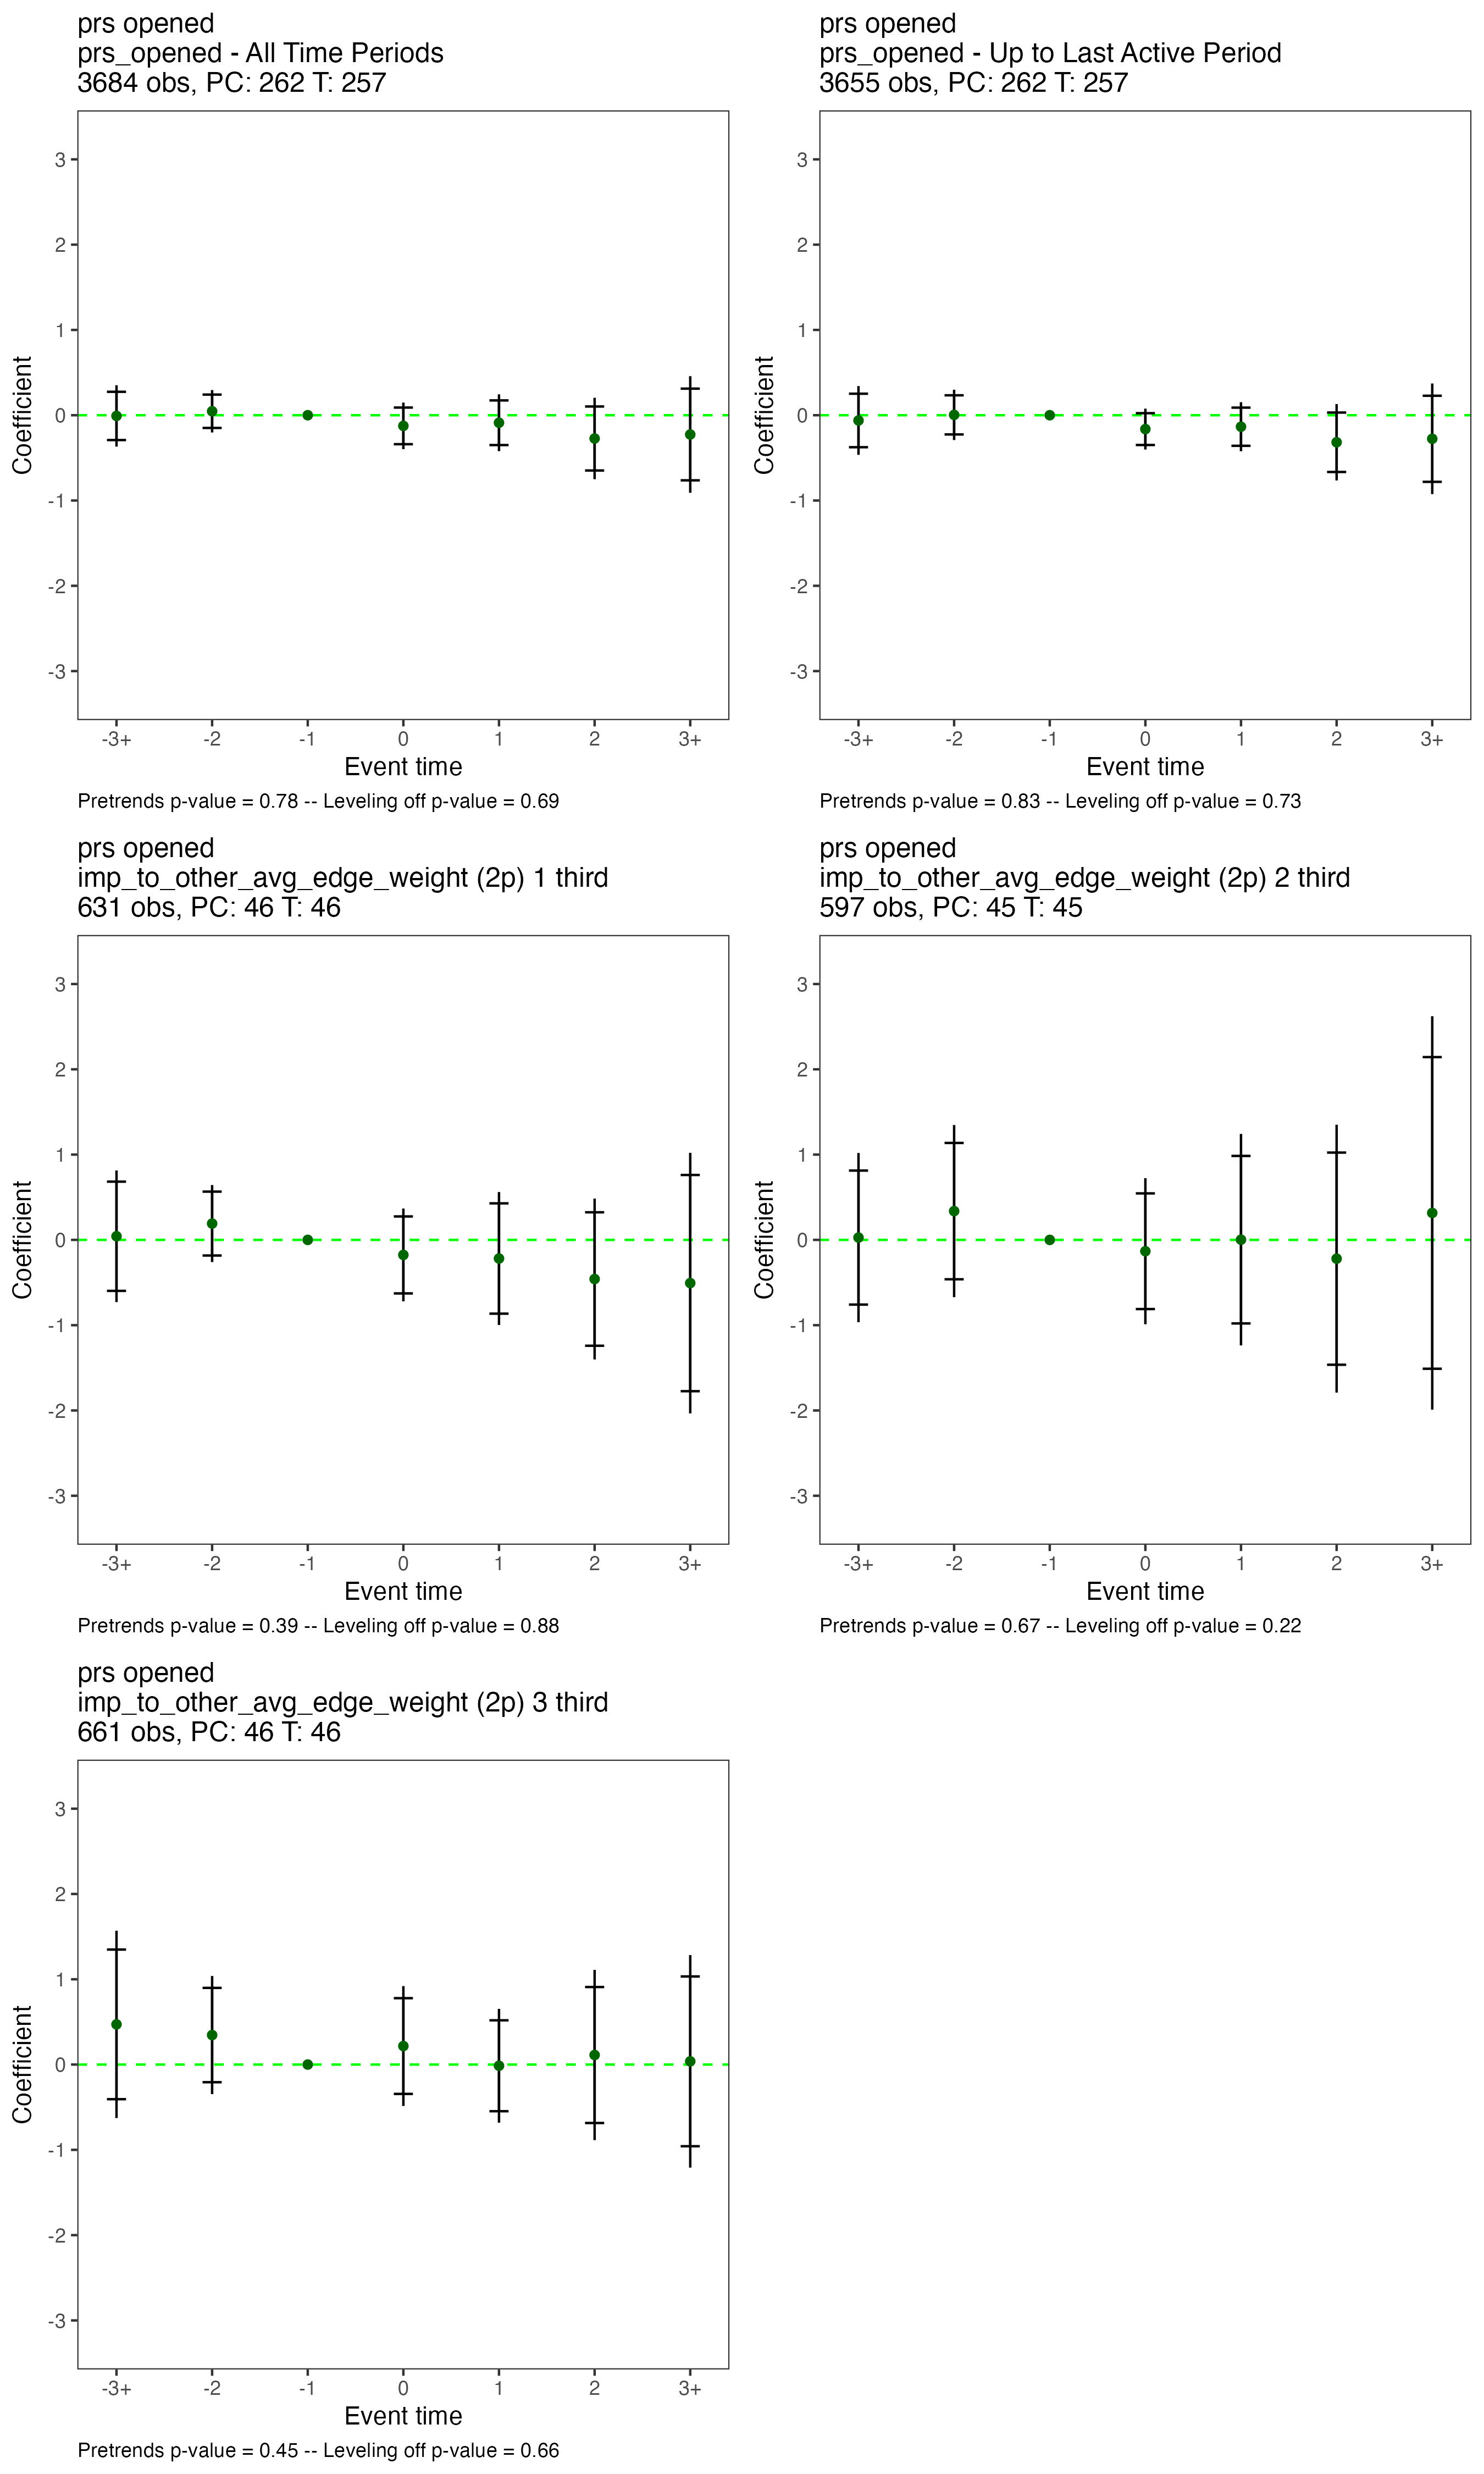 prs opened
prs_opened - All Time Periods
3684 obs, PC: 262 T: 257
3
2
1
0
-1
-2
-3
Coefficient
-3+ -2 -1 0 1 2 3+
Event time
Pretrends p-value = 0.78 -- Leveling off p-value = 0.69
prs opened
prs_opened - Up to Last Active Period
3655 obs, PC: 262 T: 257
3
2
1
0
-1
-2
-3
Coefficient
-3+ -2 -1 0 1 2 3+
Event time
Pretrends p-value = 0.83 -- Leveling off p-value = 0.73
prs opened
imp_to_other_avg_edge_weight (2p) 1 third
631 obs, PC: 46 T: 46
3
2
1
0
-1
-2
-3
Coefficient
-3+ -2 -1 0 1 2 3+
Event time
Pretrends p-value = 0.39 -- Leveling off p-value = 0.88
prs opened
imp_to_other_avg_edge_weight (2p) 2 third
597 obs, PC: 45 T: 45
3
2
1
0
-1
-2
-3
Coefficient
-3+ -2 -1 0 1 2 3+
Event time
Pretrends p-value = 0.67 -- Leveling off p-value = 0.22
prs opened
imp_to_other_avg_edge_weight (2p) 3 third
661 obs, PC: 46 T: 46
3
2
1
0
-1
-2
-3
Coefficient
-3+ -2 -1 0 1 2 3+
Event time
Pretrends p-value = 0.45 -- Leveling off p-value = 0.66